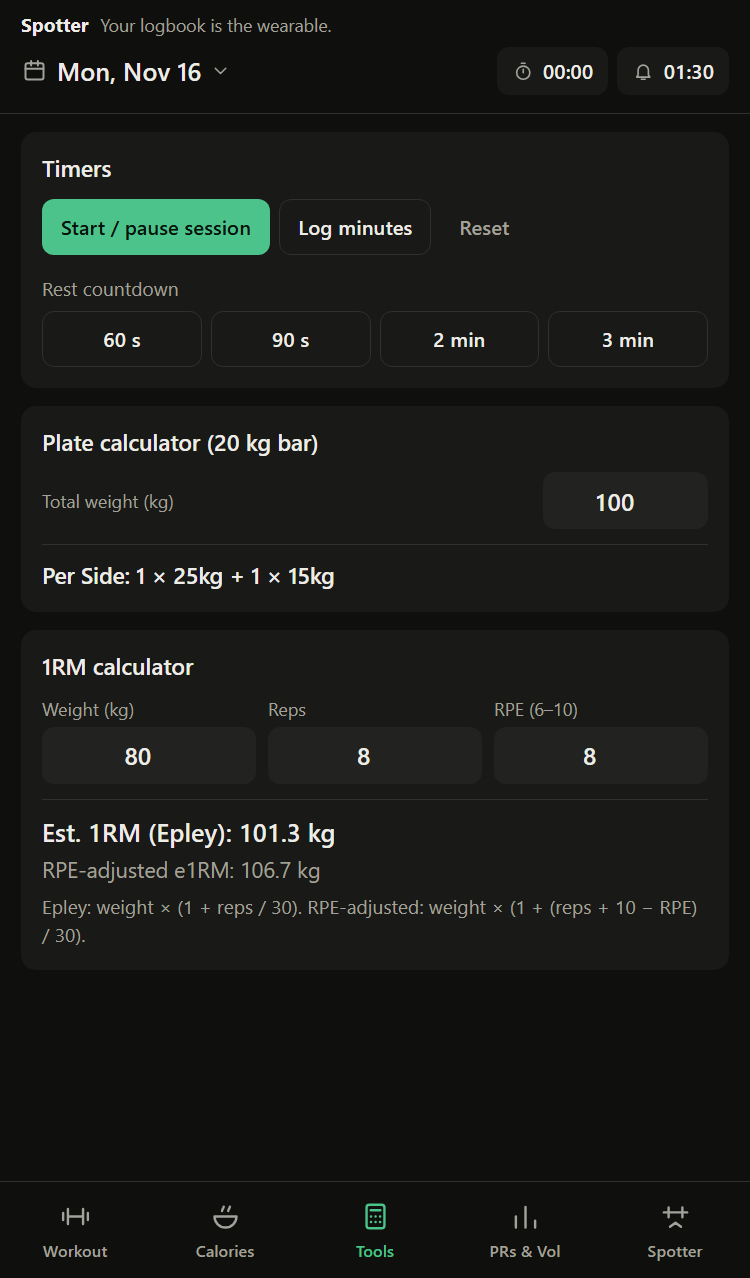 Spotter Your logbook is the wearable.
Mon, Nov 16
00:00
01:30
Timers
Start / pause session
Log minutes
Reset
Rest countdown
60 s
90 s
2 min
3 min
Plate calculator (20 kg bar)
Total weight (kg)
100
Per Side: 1 × 25kg + 1 × 15kg
1RM calculator
Weight (kg)
Reps
RPE (6–10)
80
8
8
Est. 1RM (Epley): 101.3 kg
RPE-adjusted e1RM: 106.7 kg
Epley: weight × (1 + reps / 30). RPE-adjusted: weight × (1 + (reps + 10 − RPE)
/ 30).
Workout
Calories
Tools
PRs & Vol
Spotter